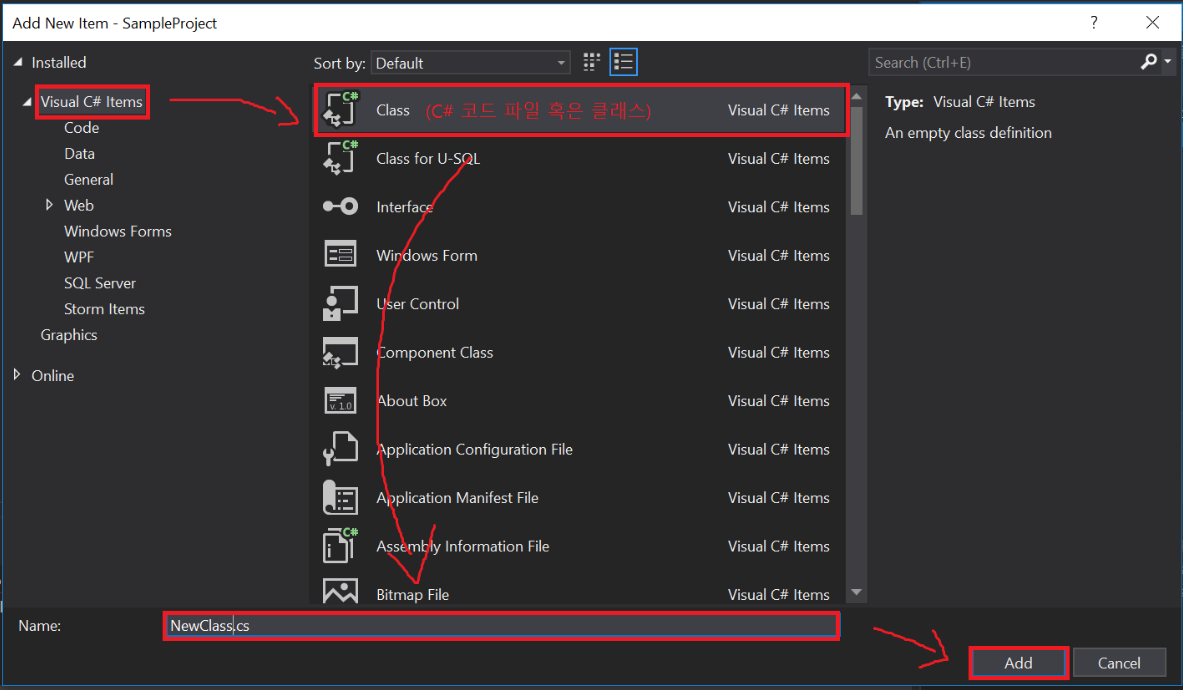 Add New Item - SampleProject
?
Installed
Visual C# Items
Code
Data
General
Web
Windows Forms
WPF
SQL Server
Storm Items
Graphics
Online
Sort by: Default
Search (Ctrl+E)
C# Class (C# 코드 파일 혹은 클래스) Visual C# Items
C# Class for U-SQL Visual C# Items
Interface Visual C# Items
Windows Form Visual C# Items
User Control Visual C# Items
Component Class Visual C# Items
v 1.0 About Box Visual C# Items
Application Configuration File Visual C# Items
Application Manifest File Visual C# Items
C# Assembly Information File Visual C# Items
Bitmap File Visual C# Items
Type: Visual C# Items
An empty class definition
Name: NewClass.cs
Add Cancel